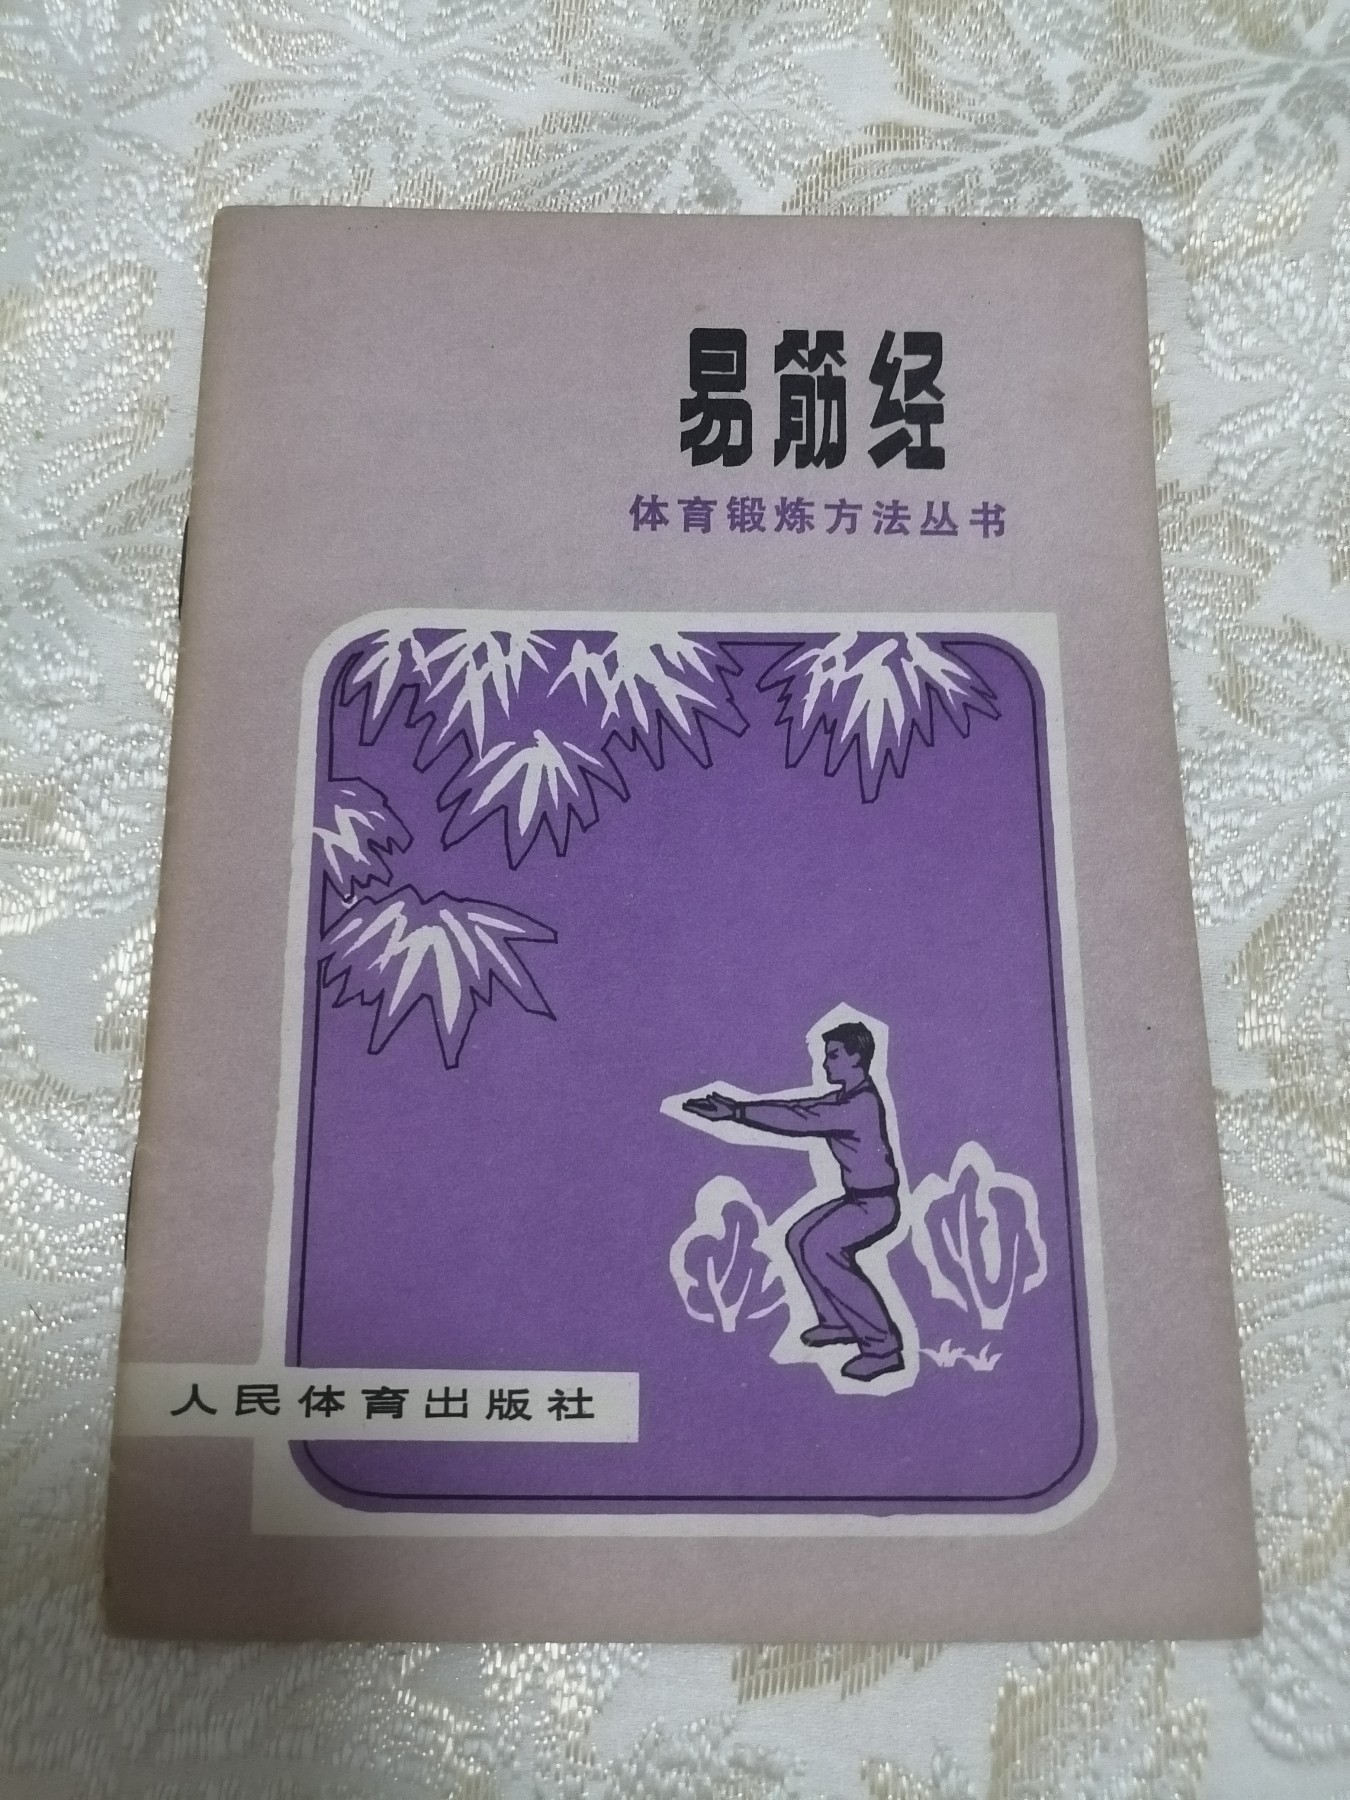 易筋经
体育锻炼方法丛书
人民体育出版社